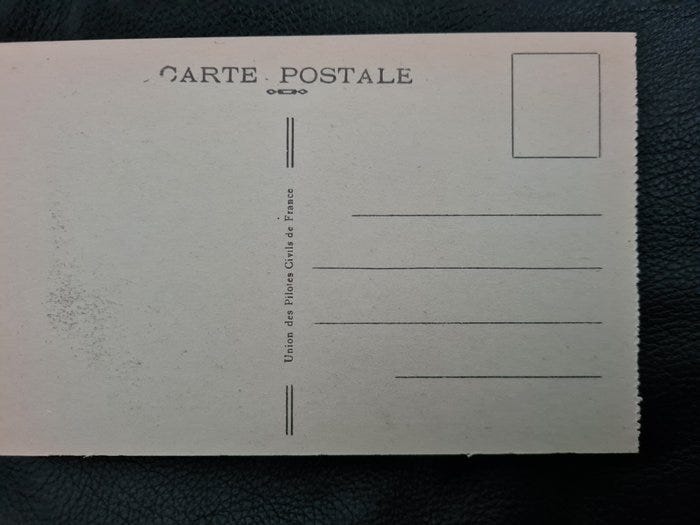 CARTE POSTALE
Union des Pilotes Civils de France